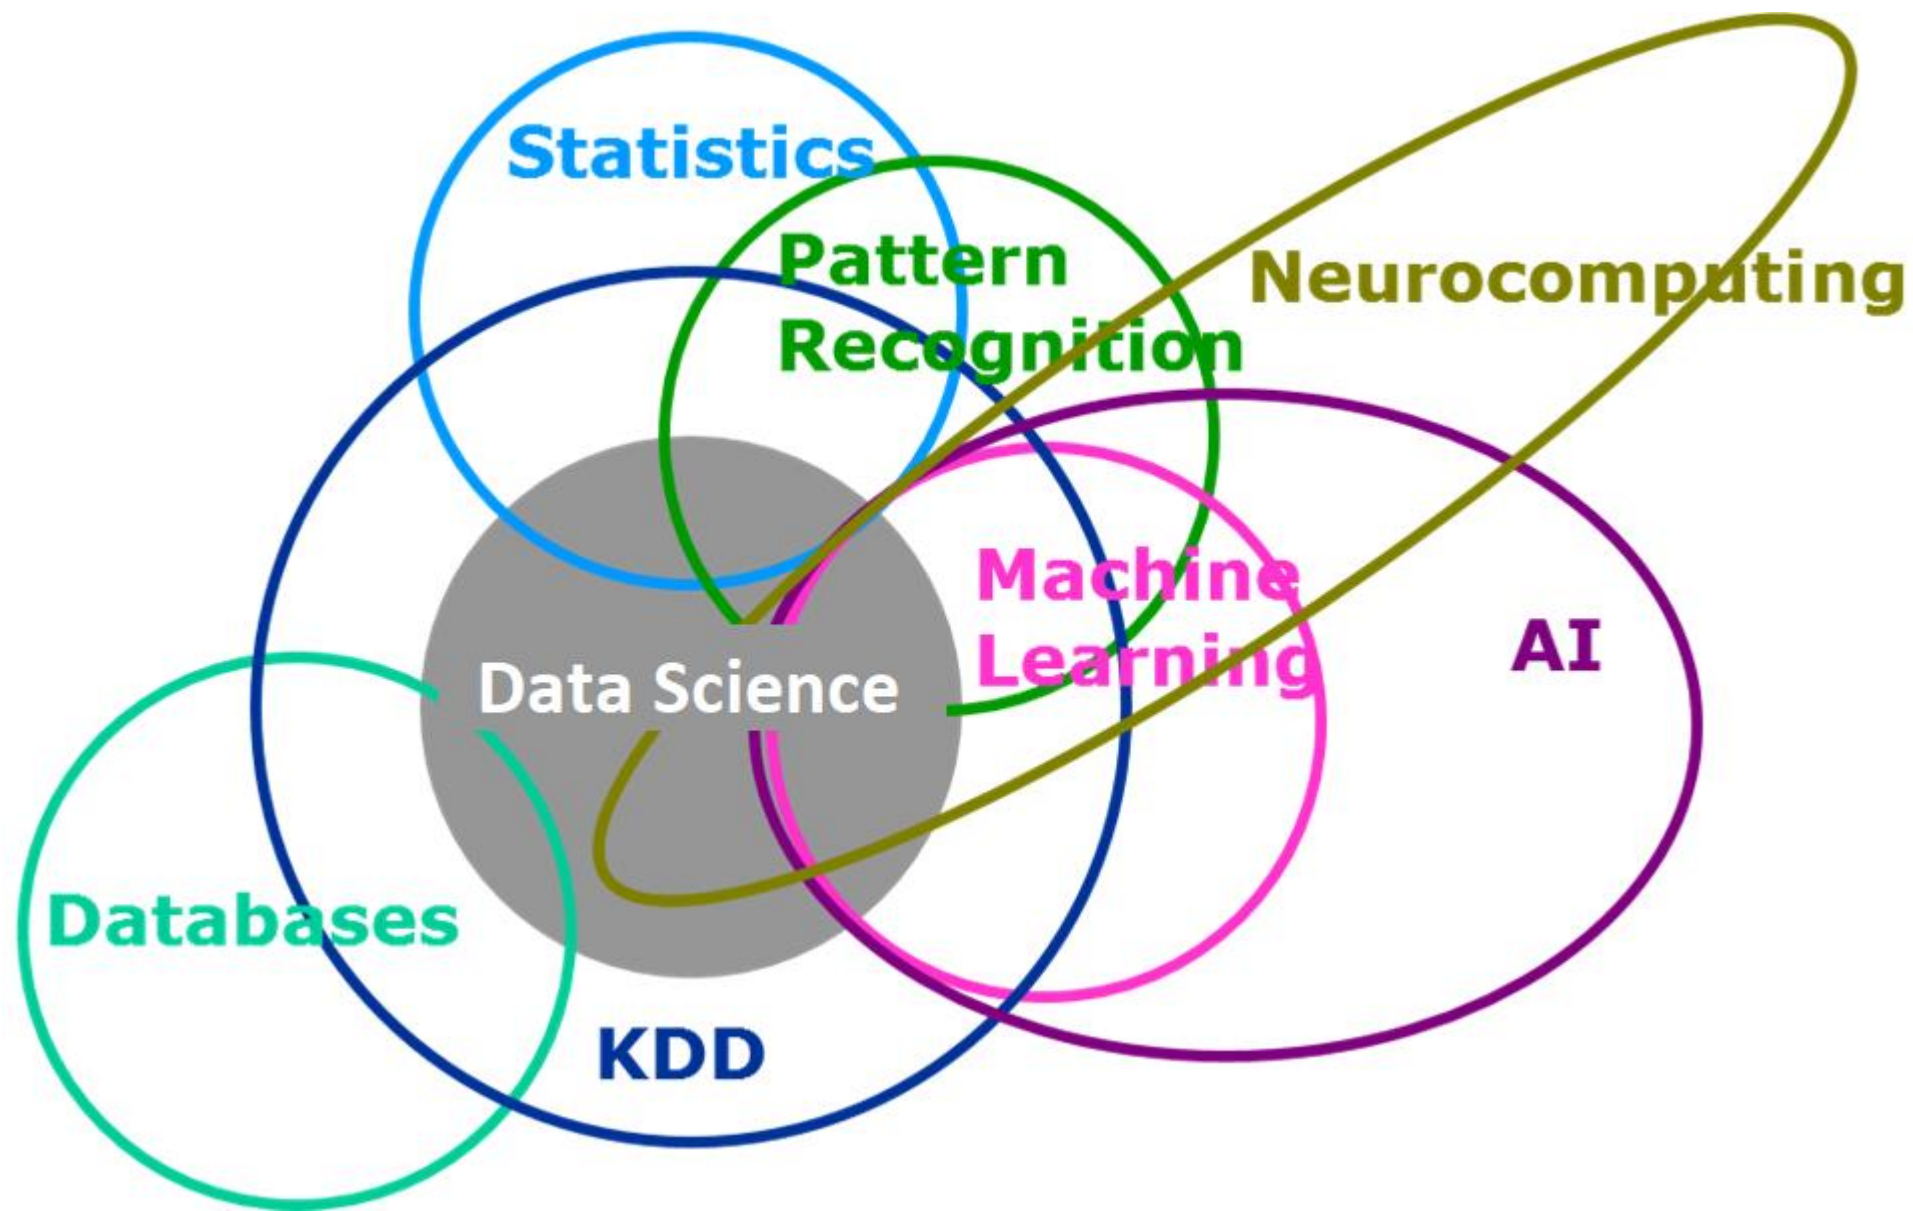 Statistics
Pattern
Recognition
Neurocomputing
Machine
Learning
AI
Data Science
Databases
KDD